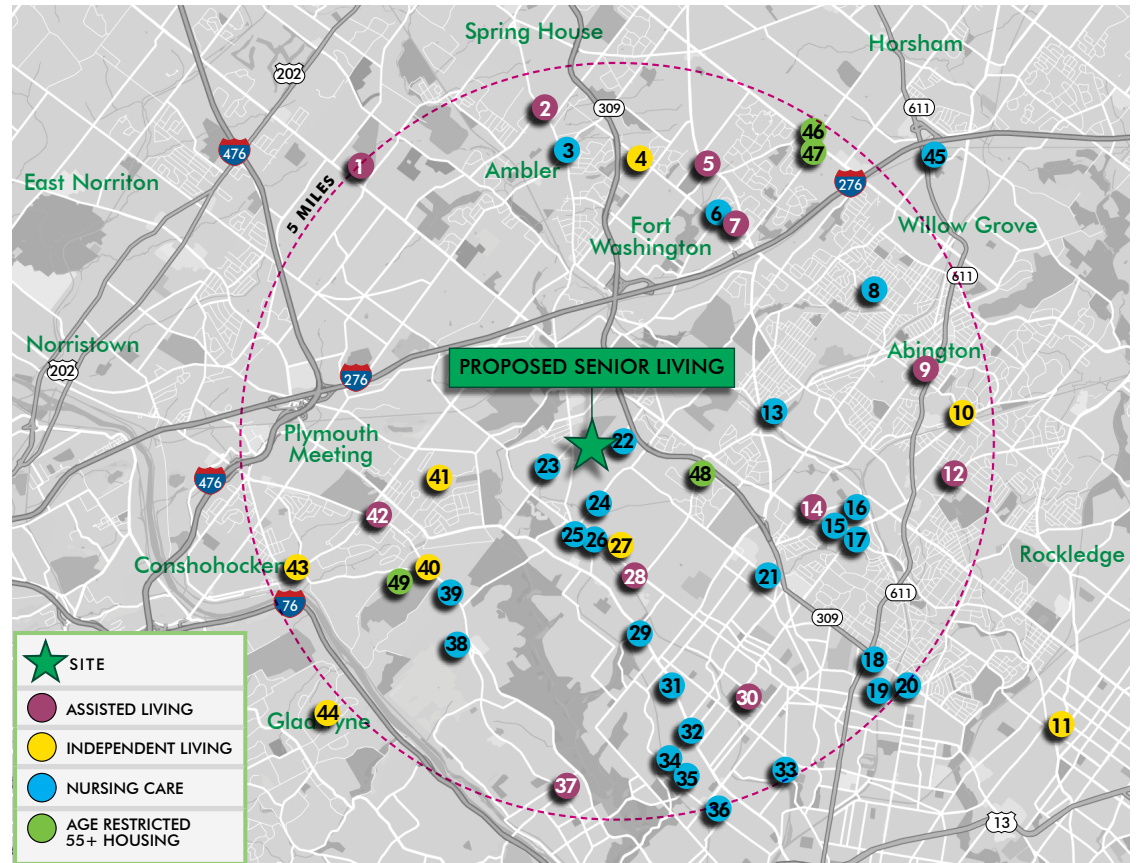 Spring House
Horsham
202
309
611
2
46
47
476
3
4
5
45
1
Ambler
276
East Norriton
5 MILES
6
7
Fort
Washington
Willow Grove
611
8
Norristown
202
276
PROPOSED SENIOR LIVING
Abington
9
13
10
Plymouth
Meeting
22
23
41
48
12
476
24
14
16
42
25
26
27
15
17
Conshohocken
43
40
28
21
Rockledge
49
39
76
611
309
29
38
18
31
30
19
20
44
Gladwyne
32
11
34
35
33
37
36
13
SITE
ASSISTED LIVING
INDEPENDENT LIVING
NURSING CARE
AGE RESTRICTED
55+ HOUSING